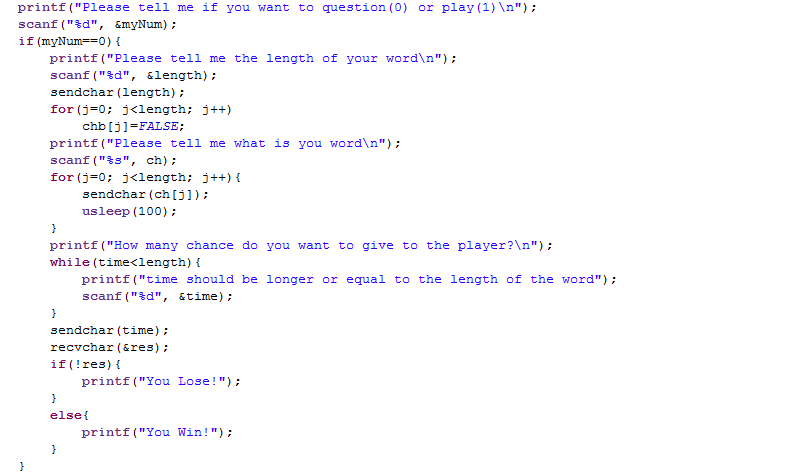 printf("Please tell me if you want to question(0) or play(1)\n");
scanf("%d", &myNum);
if(myNum==0){
    printf("Please tell me the length of your word\n");
    scanf("%d", &length);
    sendchar(length);
    for(j=0; j<length; j++)
        chb[j]=FALSE;
    printf("Please tell me what is you word\n");
    scanf("%s", ch);
    for(j=0; j<length; j++){
        sendchar(ch[j]);
        usleep(100);
    }
    printf("How many chance do you want to give to the player?\n");
    while(time<length){
        printf("time should be longer or equal to the length of the word");
        scanf("%d", &time);
    }
    sendchar(time);
    recvchar(&res);
    if(!res){
        printf("You Lose!");
    }
    else{
        printf("You Win!");
    }
}